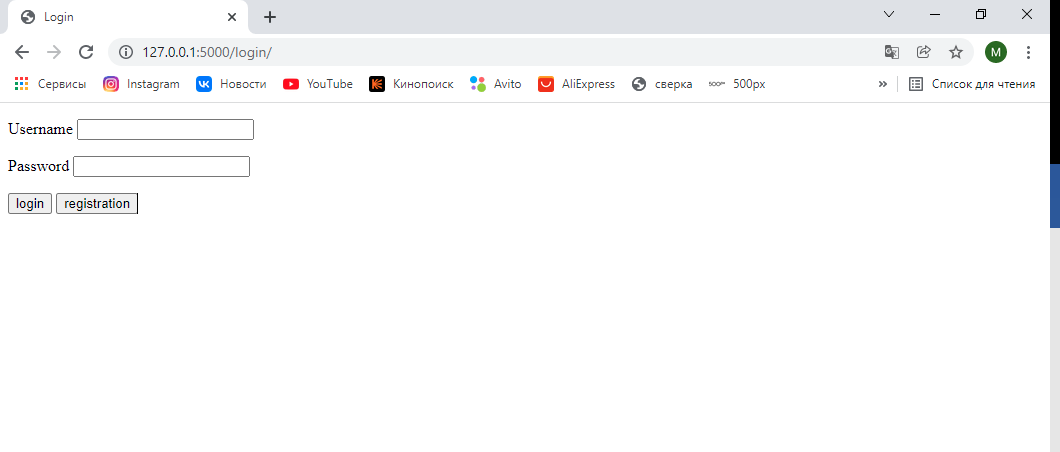 Login
127.0.0.1:5000/login/
M
Сервисы Instagram Новости YouTube Кинопоиск Avito AliExpress сверка 500px » Список для чтения
Username
Password
login registration